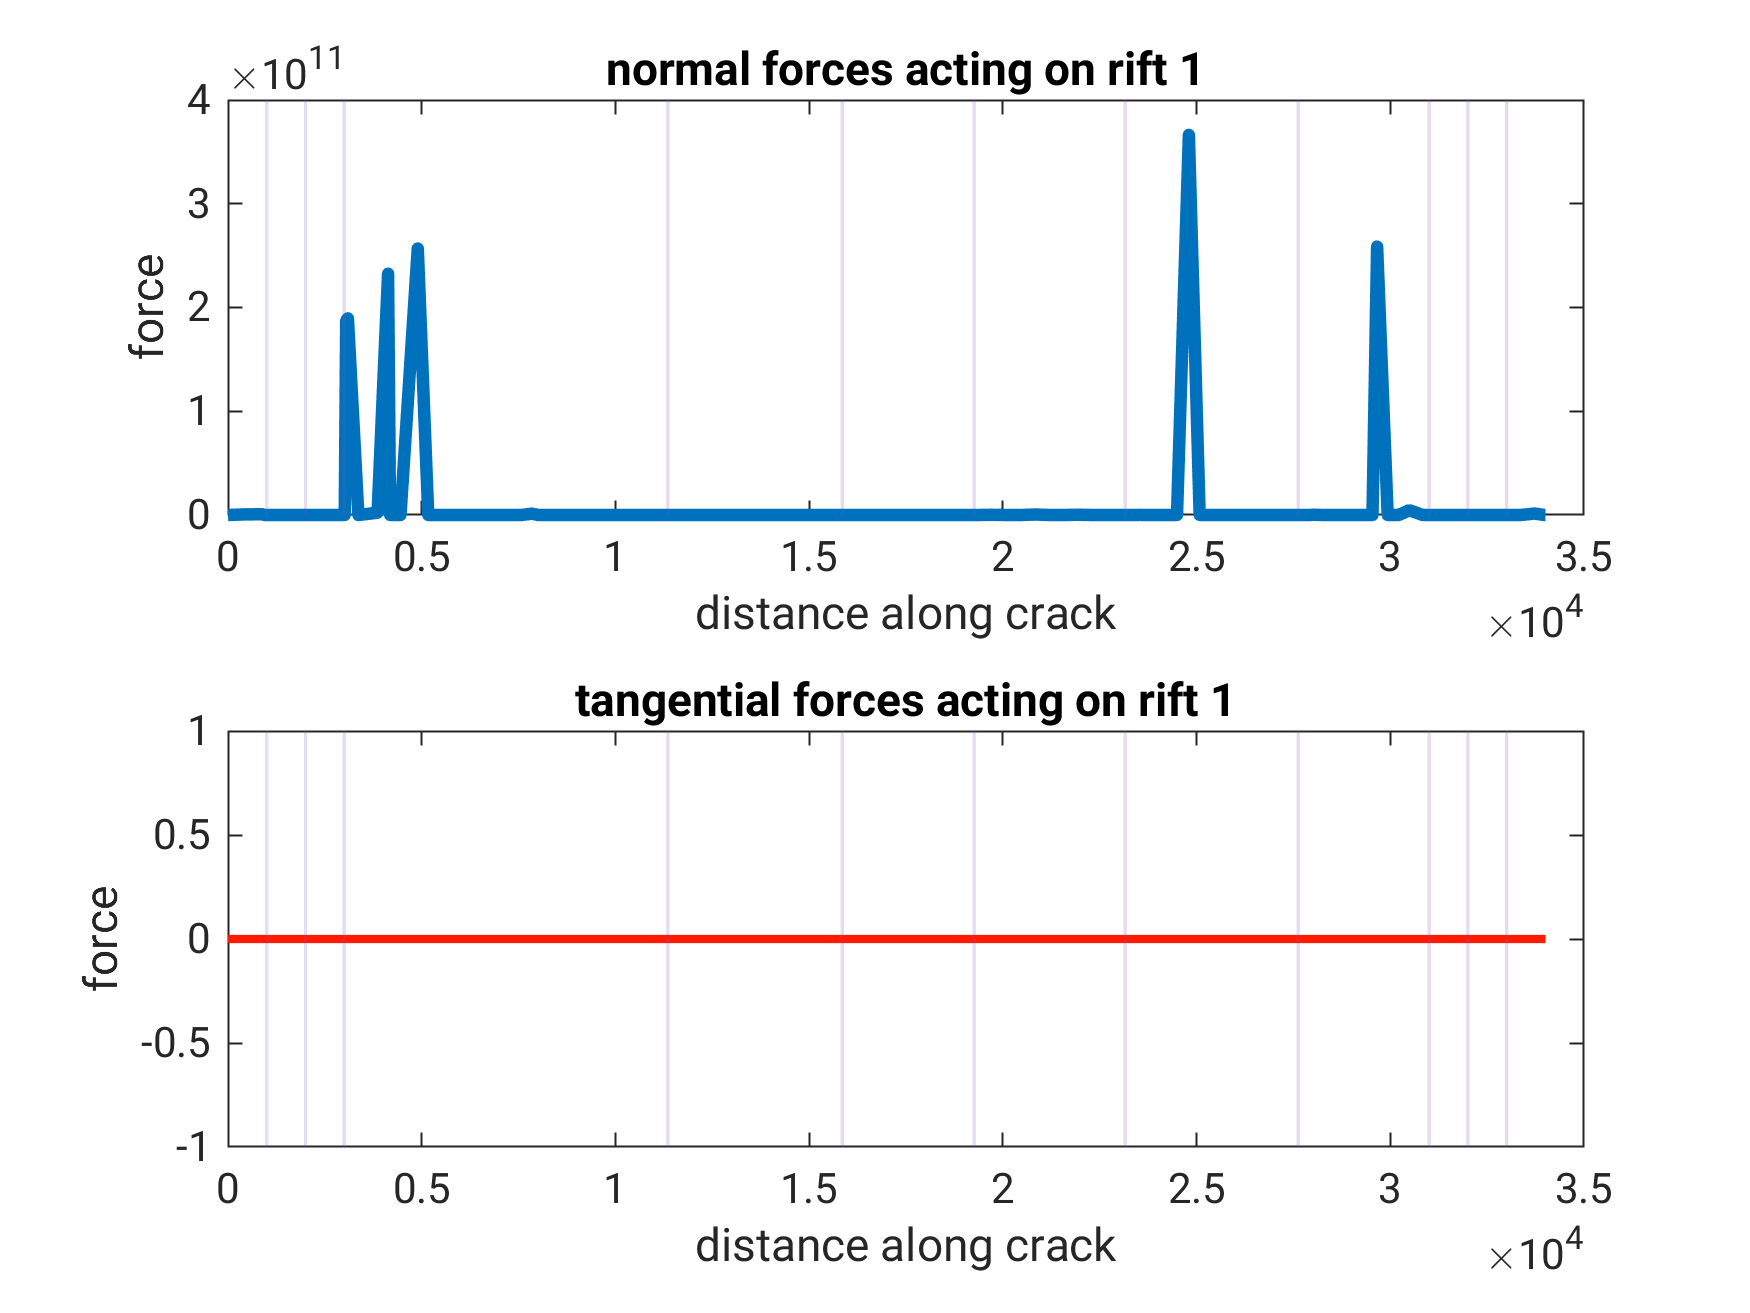 ×10^11
normal forces acting on rift 1
4
3
2
1
0
force
0 0.5 1 1.5 2 2.5 3 3.5
distance along crack
×10^4
tangential forces acting on rift 1
1
0.5
0
-0.5
-1
force
0 0.5 1 1.5 2 2.5 3 3.5
distance along crack
×10^4